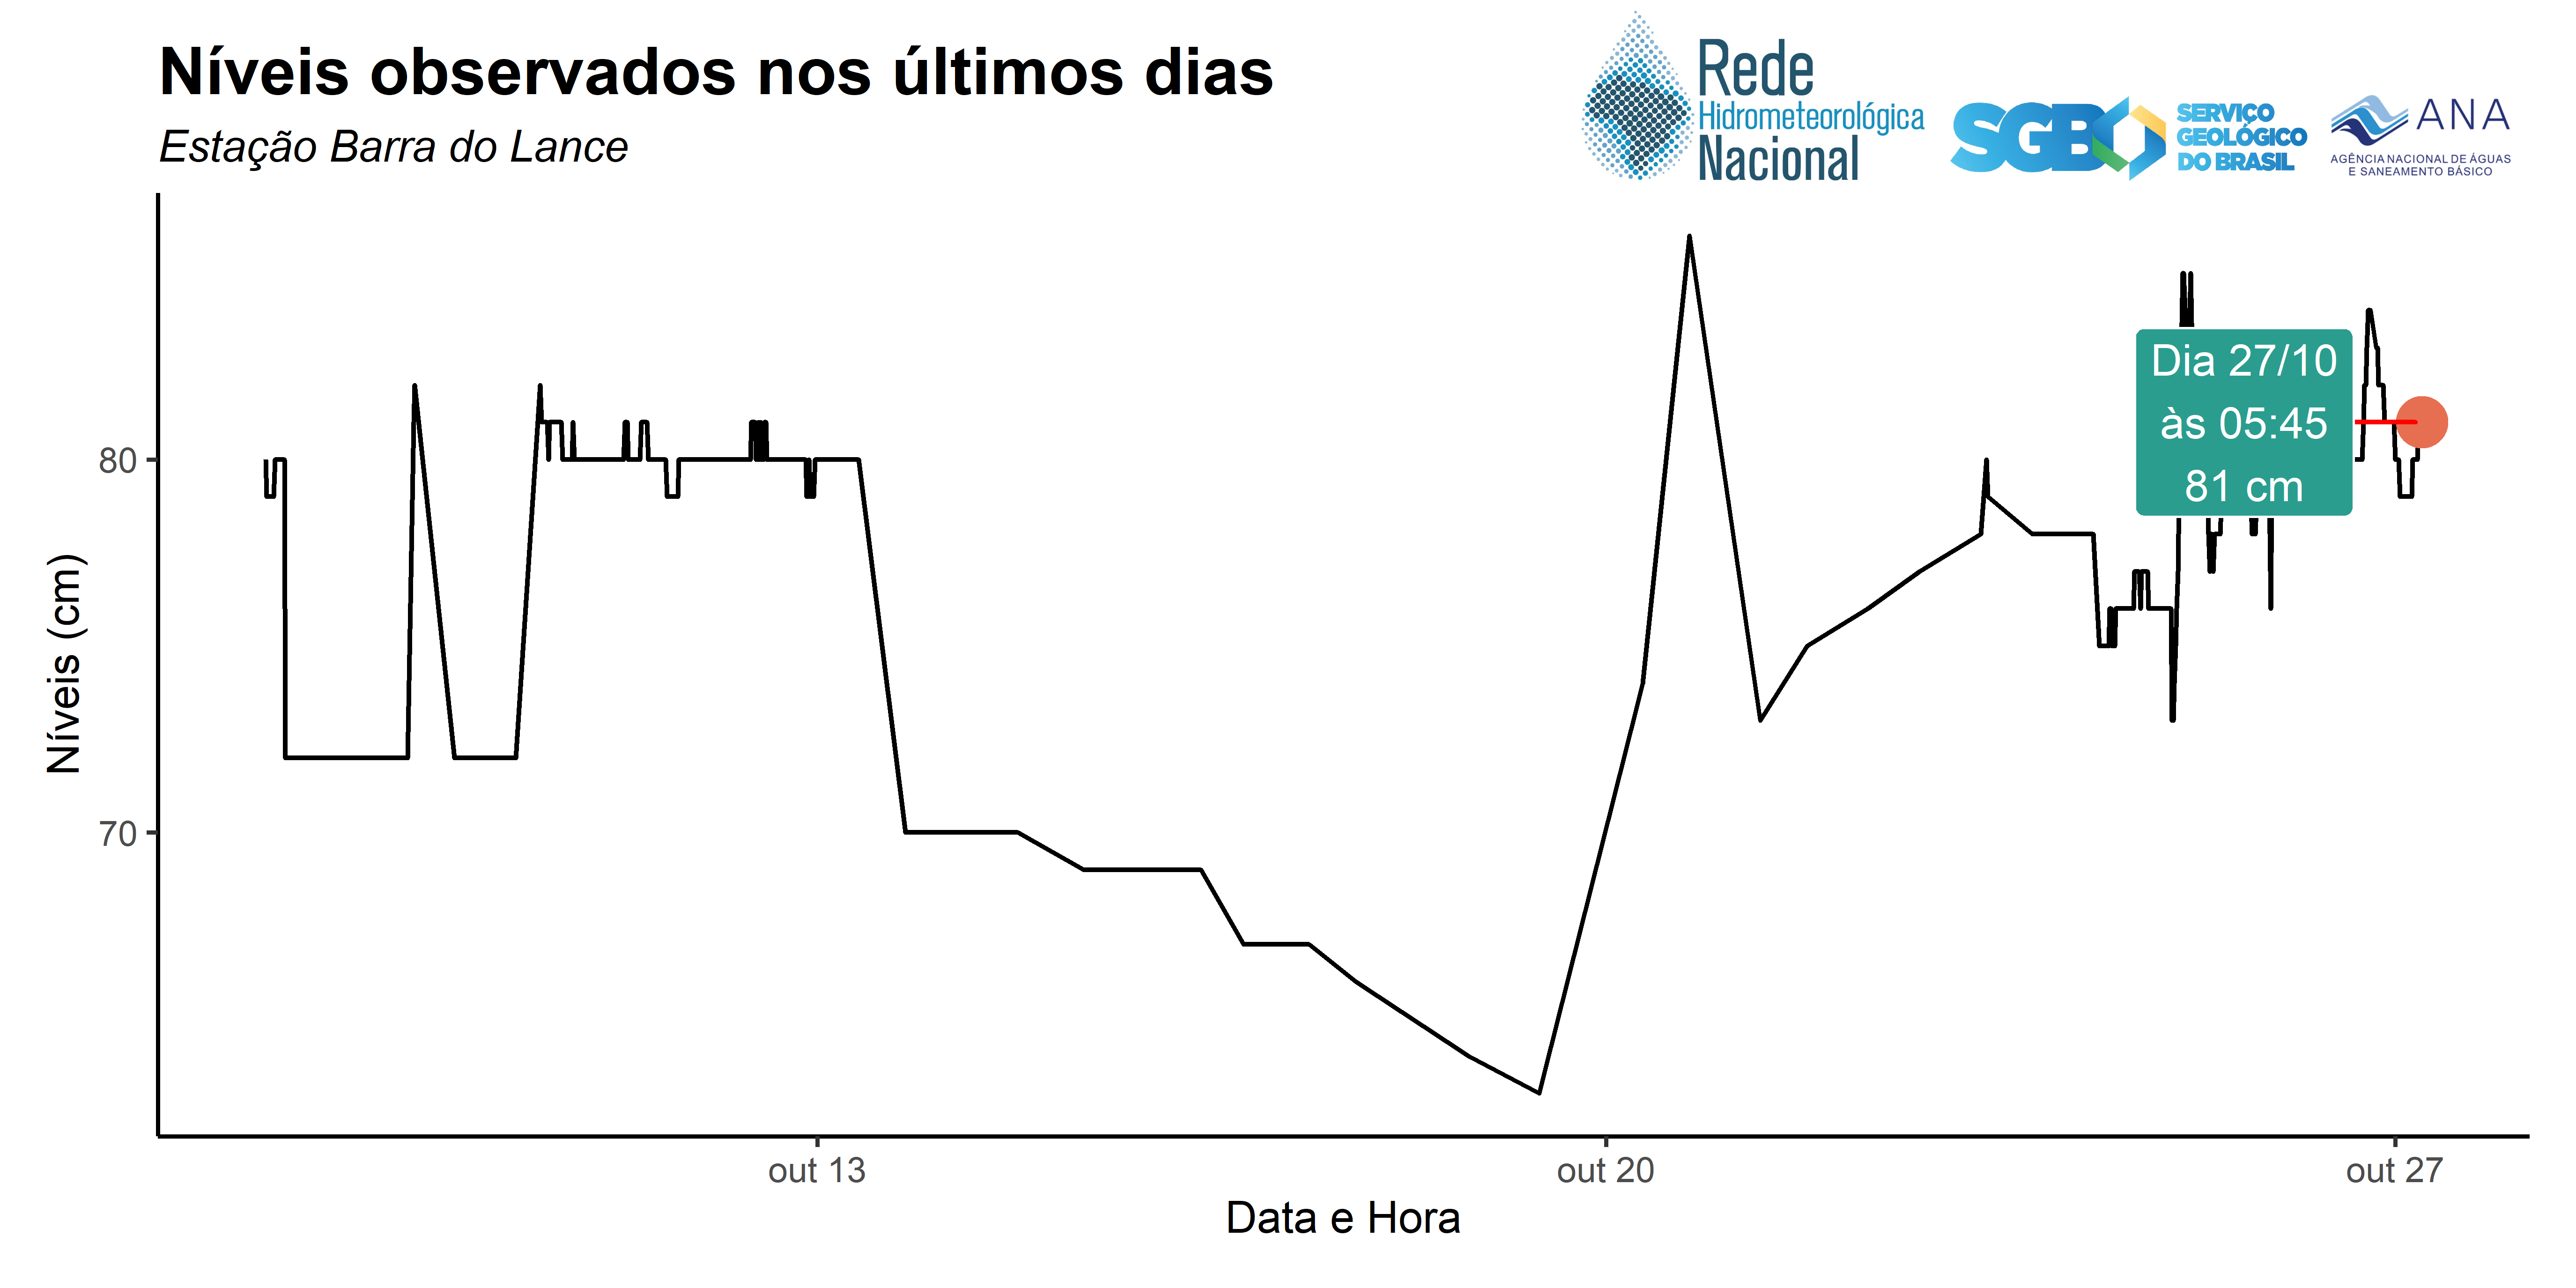 Níveis observados nos últimos dias
Estação Barra do Lance
Rede
Hidrometeorológica
Nacional
SGB
SERVIÇO
GEOLÓGICO
DO BRASIL
ANA
AGÊNCIA NACIONAL DE ÁGUAS
E SANEAMENTO BÁSICO
Dia 27/10
às 05:45
81 cm
80
70
Níveis (cm)
out 13
out 20
out 27
Data e Hora